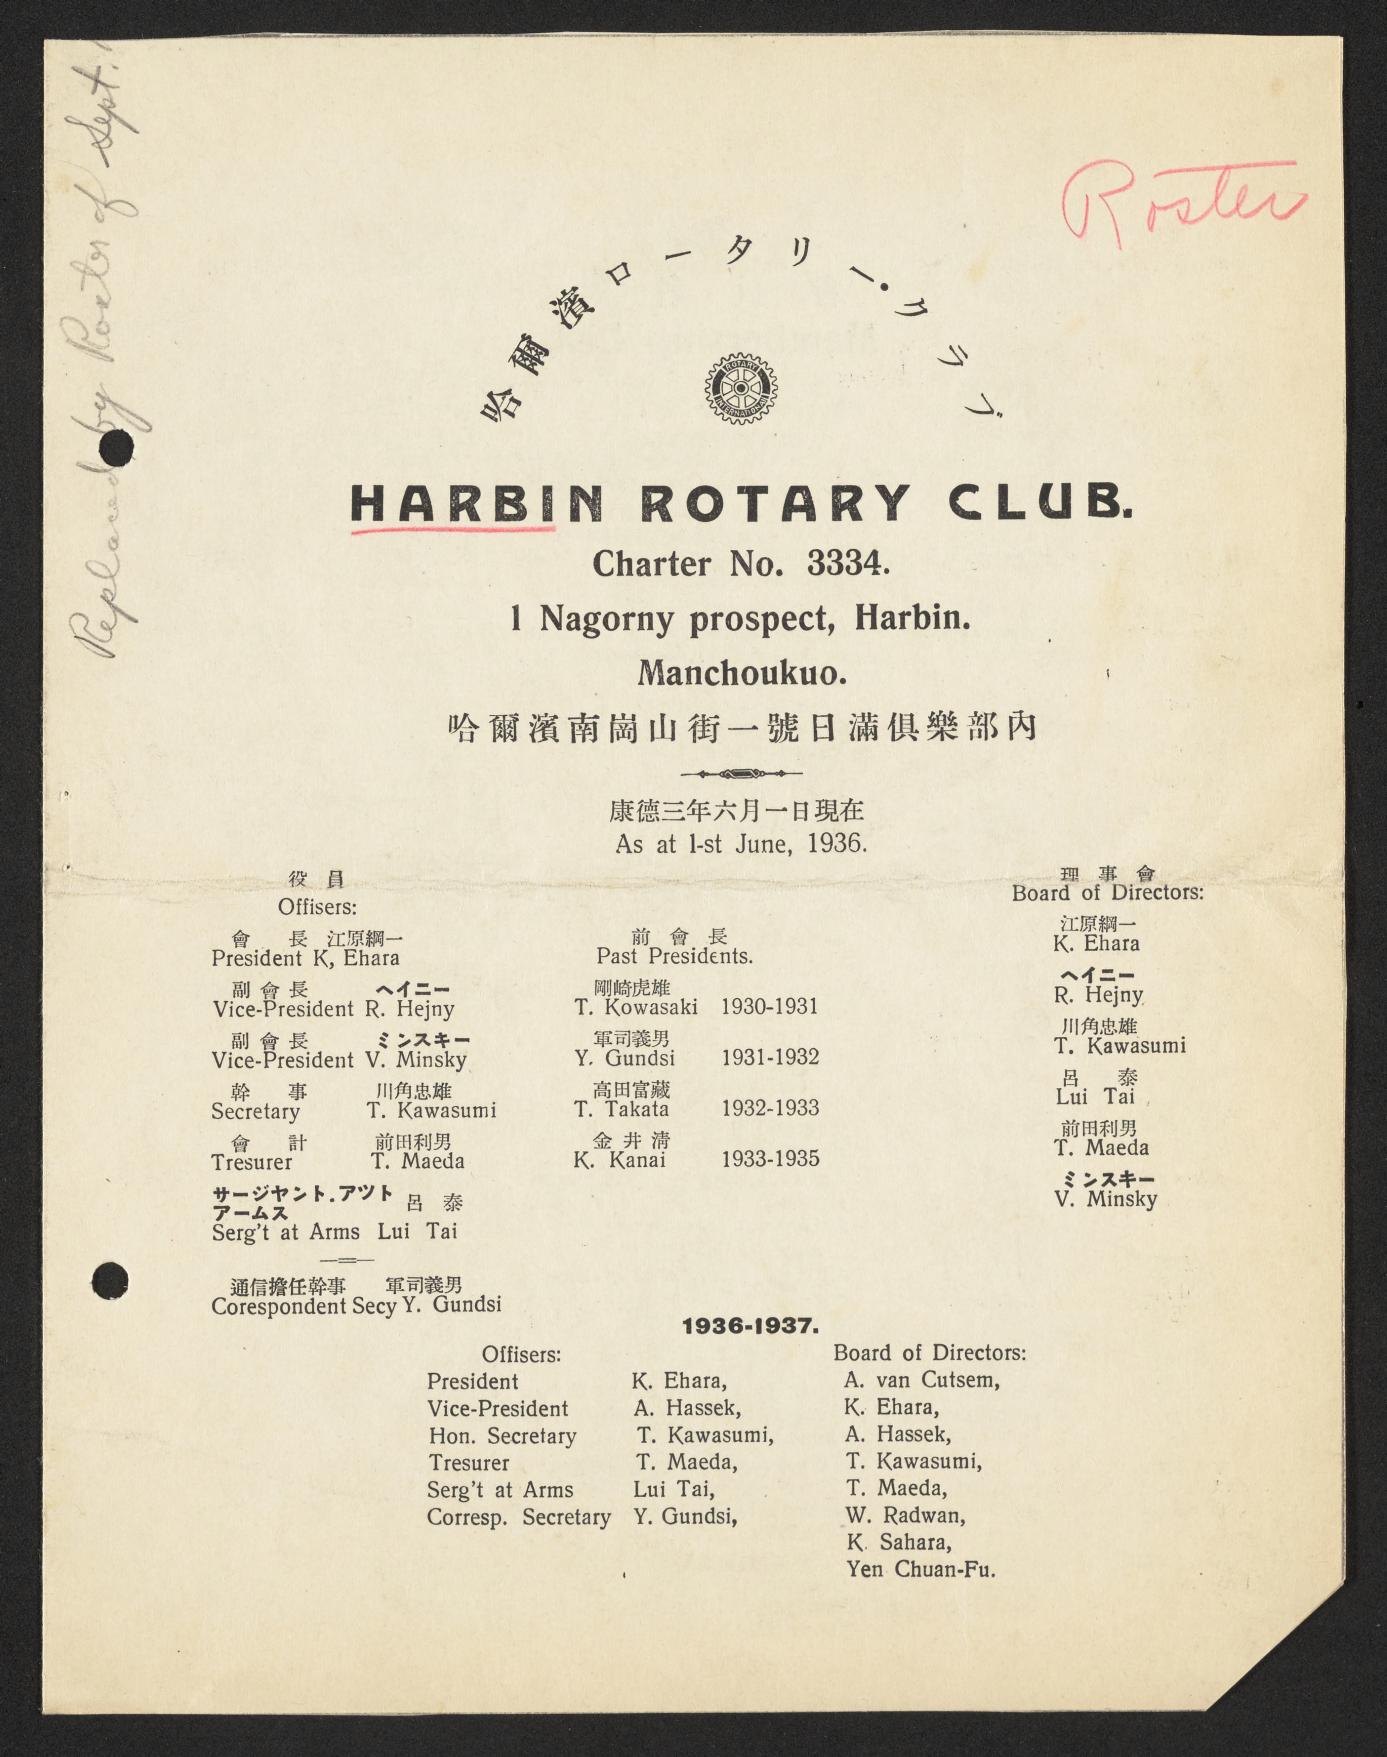 Replaced by Roster of Sept.
Roster
哈爾濱ロータリー・クラブ
ROTARY
INTERNATIONAL
HARBIN ROTARY CLUB.
Charter No. 3334.
1 Nagorny prospect, Harbin.
Manchoukuo.
哈爾濱南崗山街一號日滿俱樂部內
康德三年六月一日現在
As at 1-st June, 1936.
役員
Offisers:
會長 江原綱一
President K, Ehara
副會長 ヘイニー
Vice-President R. Hejny
副會長 ミンスキー
Vice-President V. Minsky
幹事 川角忠雄
Secretary T. Kawasumi
會計 前田利男
Tresurer T. Maeda
サージヤント.アツト
アームス 呂泰
Serg't at Arms Lui Tai
通信擔任幹事 軍司義男
Corespondent Secy Y. Gundsi
前會長
Past Presidents.
剛崎虎雄
T. Kowasaki 1930-1931
軍司義男
Y. Gundsi 1931-1932
高田富藏
T. Takata 1932-1933
金井淸
K. Kanai 1933-1935
理事會
Board of Directors:
江原綱一
K. Ehara
ヘイニー
R. Hejny
川角忠雄
T. Kawasumi
呂泰
Lui Tai
前田利男
T. Maeda
ミンスキー
V. Minsky
1936-1937.
Offisers:
President K. Ehara,
Vice-President A. Hassek,
Hon. Secretary T. Kawasumi,
Tresurer T. Maeda,
Serg't at Arms Lui Tai,
Corresp. Secretary Y. Gundsi,
Board of Directors:
A. van Cutsem,
K. Ehara,
A. Hassek,
T. Kawasumi,
T. Maeda,
W. Radwan,
K. Sahara,
Yen Chuan-Fu.